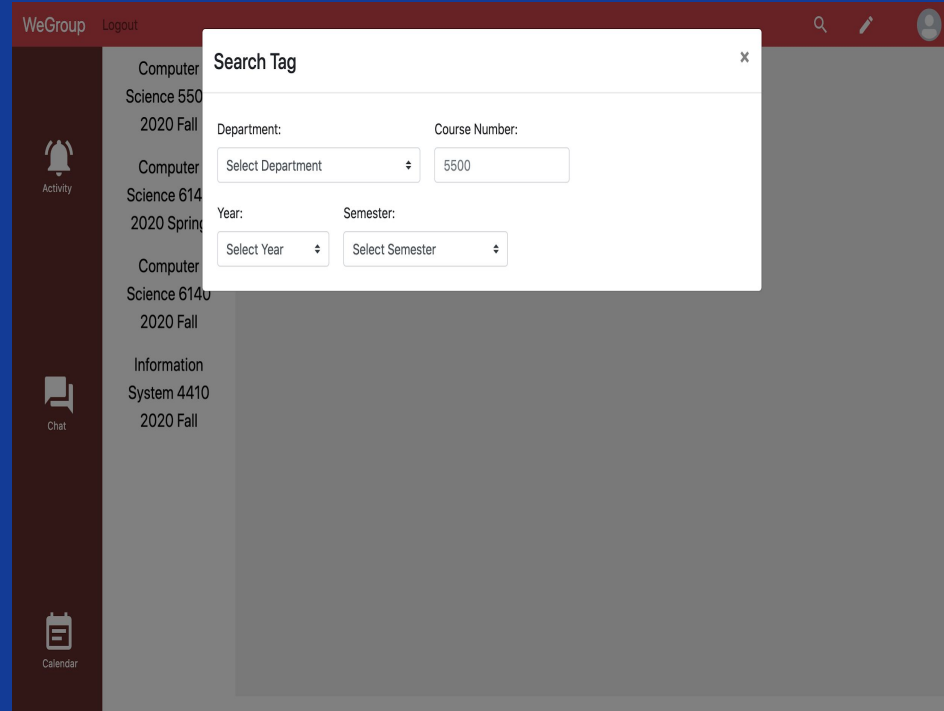 WeGroup Logout
Search Tag
×
Department:
Course Number:
Select Department
5500
Year:
Semester:
Select Year
Select Semester
Activity
Chat
Calendar
Computer
Science 550
2020 Fall
Computer
Science 614
2020 Spring
Computer
Science 6140
2020 Fall
Information
System 4410
2020 Fall